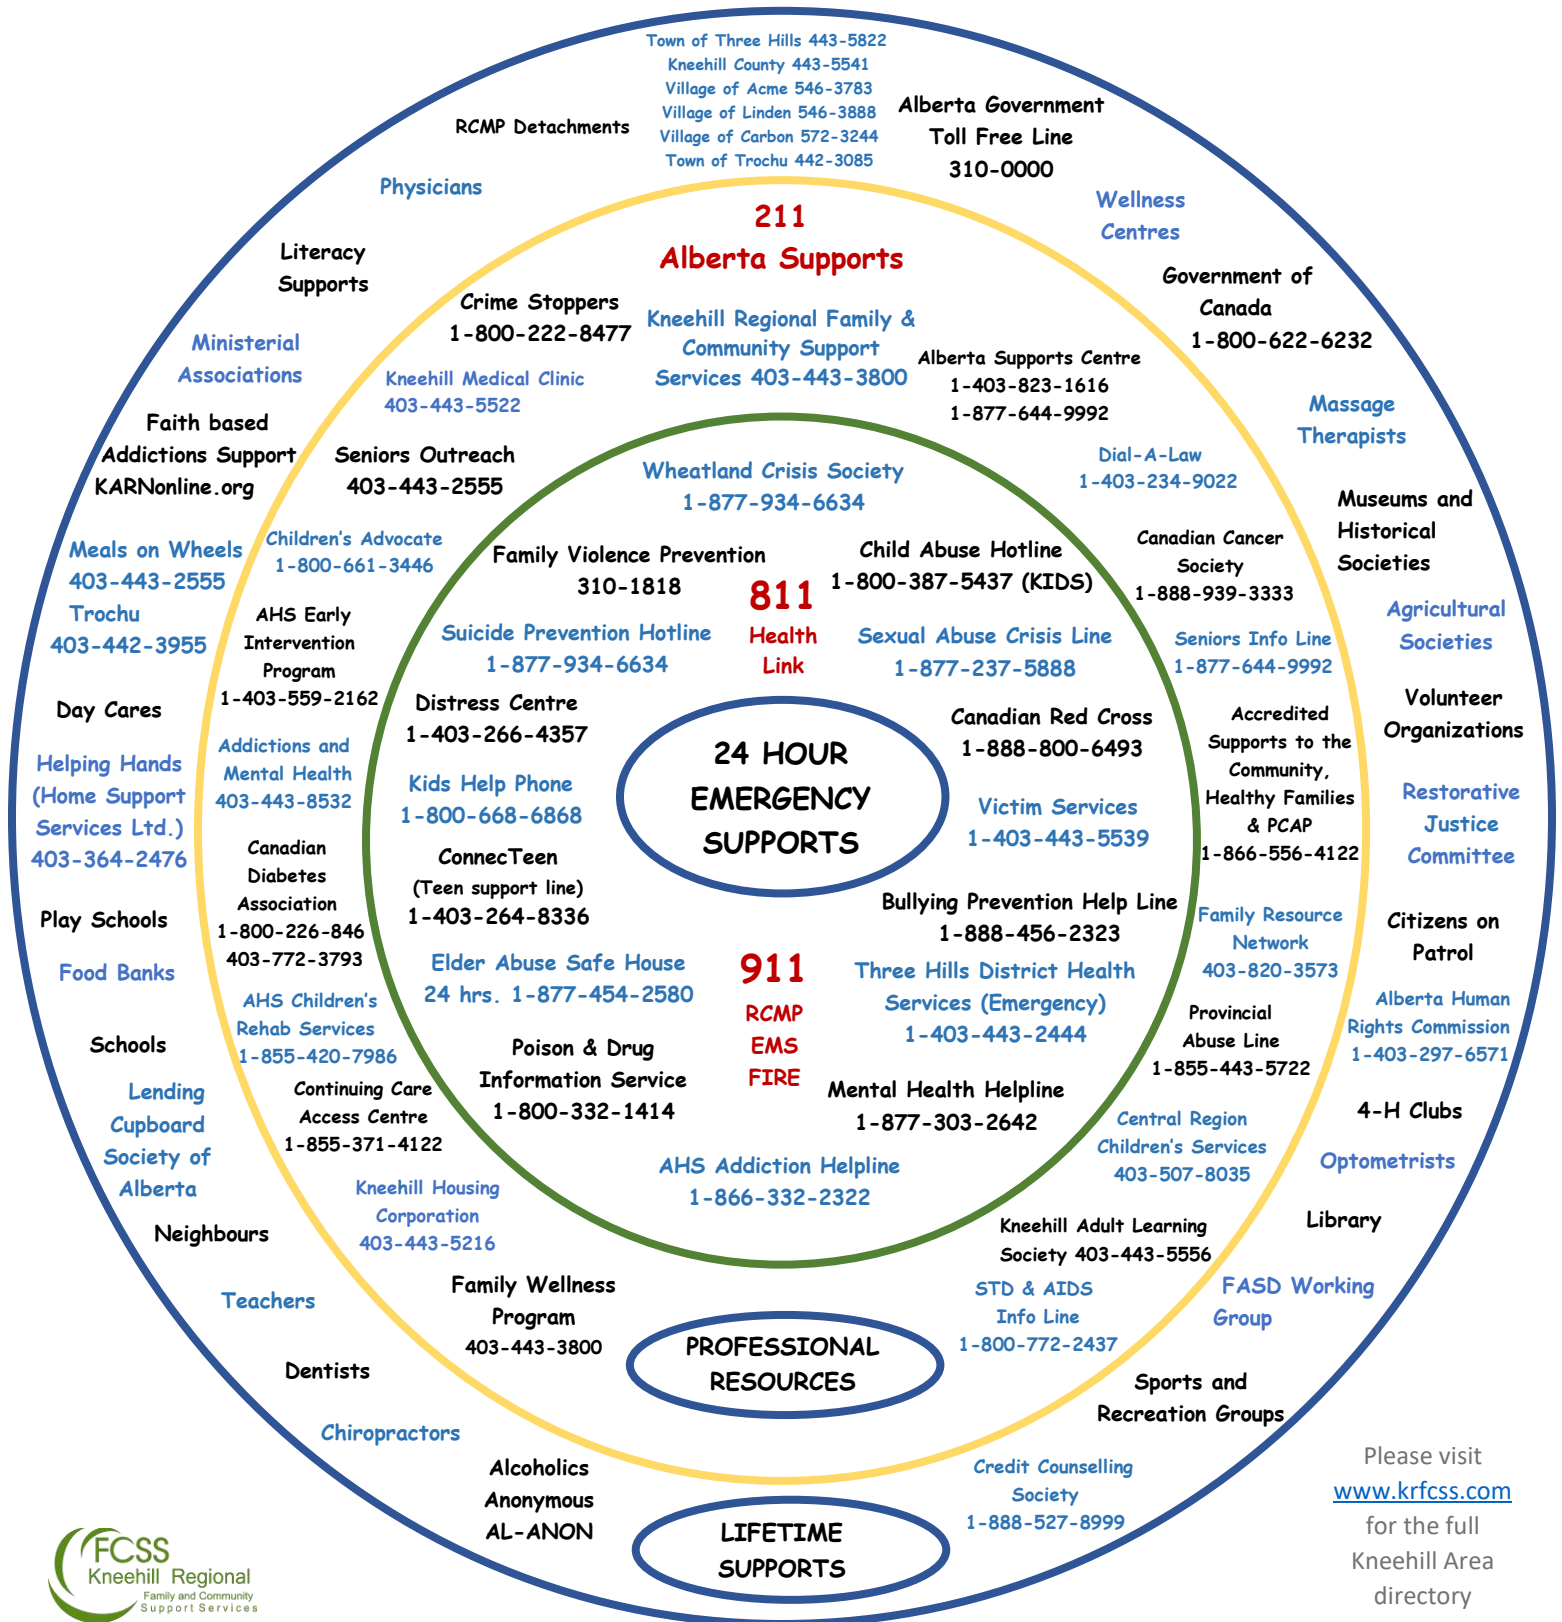 Town of Three Hills 443-5822
Kneehill County 443-5541
Village of Acme 546-3783
Village of Linden 546-3888
Village of Carbon 572-3244
Town of Trochu 442-3085
Alberta Government
Toll Free Line
310-0000
RCMP Detachments
Physicians
Wellness
Centres
Literacy
Supports
Government of
Canada
1-800-622-6232
Ministerial
Associations
Massage
Therapists
Faith based
Addictions Support
KARNonline.org
Museums and
Historical
Societies
Meals on Wheels
403-443-2555
Trochu
403-442-3955
Agricultural
Societies
Day Cares
Volunteer
Organizations
Helping Hands
(Home Support
Services Ltd.)
403-364-2476
Restorative
Justice
Committee
Play Schools
Citizens on
Patrol
Food Banks
Alberta Human
Rights Commission
1-403-297-6571
Schools
4-H Clubs
Lending
Cupboard
Society of
Alberta
Optometrists
Neighbours
Library
Teachers
FASD Working
Group
Dentists
Sports and
Recreation Groups
Chiropractors
Alcoholics
Anonymous
AL-ANON
Credit Counselling
Society
1-888-527-8999
LIFETIME
SUPPORTS
211
Alberta Supports
Crime Stoppers
1-800-222-8477
Kneehill Regional Family &
Community Support
Services 403-443-3800
Alberta Supports Centre
1-403-823-1616
1-877-644-9992
Kneehill Medical Clinic
403-443-5522
Seniors Outreach
403-443-2555
Dial-A-Law
1-403-234-9022
Children's Advocate
1-800-661-3446
Canadian Cancer
Society
1-888-939-3333
AHS Early
Intervention
Program
1-403-559-2162
Seniors Info Line
1-877-644-9992
Addictions and
Mental Health
403-443-8532
Accredited
Supports to the
Community,
Healthy Families
& PCAP
1-866-556-4122
Canadian
Diabetes
Association
1-800-226-846
403-772-3793
Family Resource
Network
403-820-3573
AHS Children's
Rehab Services
1-855-420-7986
Provincial
Abuse Line
1-855-443-5722
Continuing Care
Access Centre
1-855-371-4122
Central Region
Children's Services
403-507-8035
Kneehill Housing
Corporation
403-443-5216
Kneehill Adult Learning
Society 403-443-5556
Family Wellness
Program
403-443-3800
STD & AIDS
Info Line
1-800-772-2437
PROFESSIONAL
RESOURCES
Wheatland Crisis Society
1-877-934-6634
Family Violence Prevention
310-1818
Child Abuse Hotline
1-800-387-5437 (KIDS)
811
Health
Link
Suicide Prevention Hotline
1-877-934-6634
Sexual Abuse Crisis Line
1-877-237-5888
Distress Centre
1-403-266-4357
Canadian Red Cross
1-888-800-6493
24 HOUR
EMERGENCY
SUPPORTS
Kids Help Phone
1-800-668-6868
Victim Services
1-403-443-5539
ConnecTeen
(Teen support line)
1-403-264-8336
Bullying Prevention Help Line
1-888-456-2323
Elder Abuse Safe House
24 hrs. 1-877-454-2580
911
RCMP
EMS
FIRE
Three Hills District Health
Services (Emergency)
1-403-443-2444
Poison & Drug
Information Service
1-800-332-1414
Mental Health Helpline
1-877-303-2642
AHS Addiction Helpline
1-866-332-2322
FCSS
Kneehill Regional
Family and Community
Support Services
Please visit
www.krfcss.com
for the full
Kneehill Area
directory